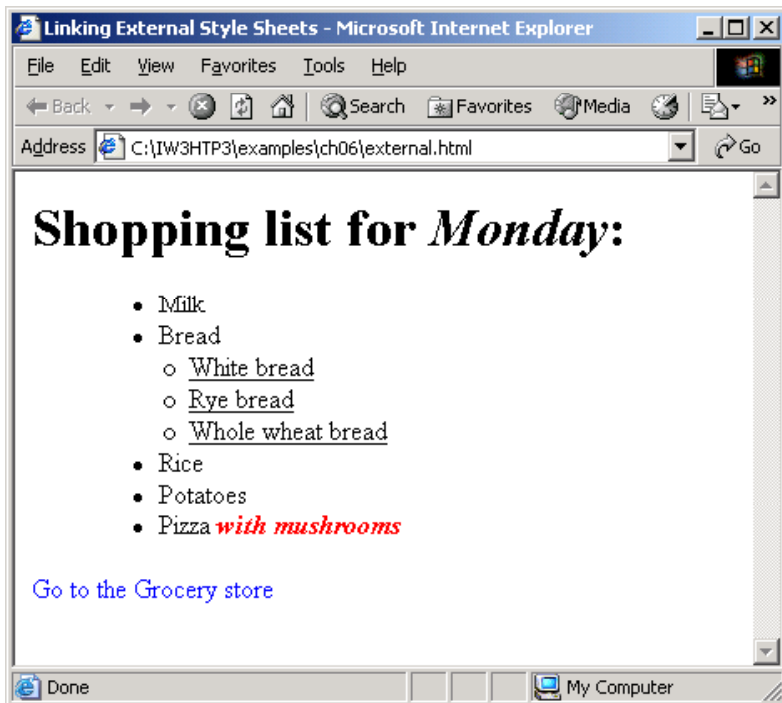 Linking External Style Sheets - Microsoft Internet Explorer
File Edit View Favorites Tools Help
Back Search Favorites Media »
Address C:\IW3HTP3\examples\ch06\external.html Go
Shopping list for Monday:
• Milk
• Bread
o White bread
o Rye bread
o Whole wheat bread
• Rice
• Potatoes
• Pizza with mushrooms
Go to the Grocery store
Done My Computer